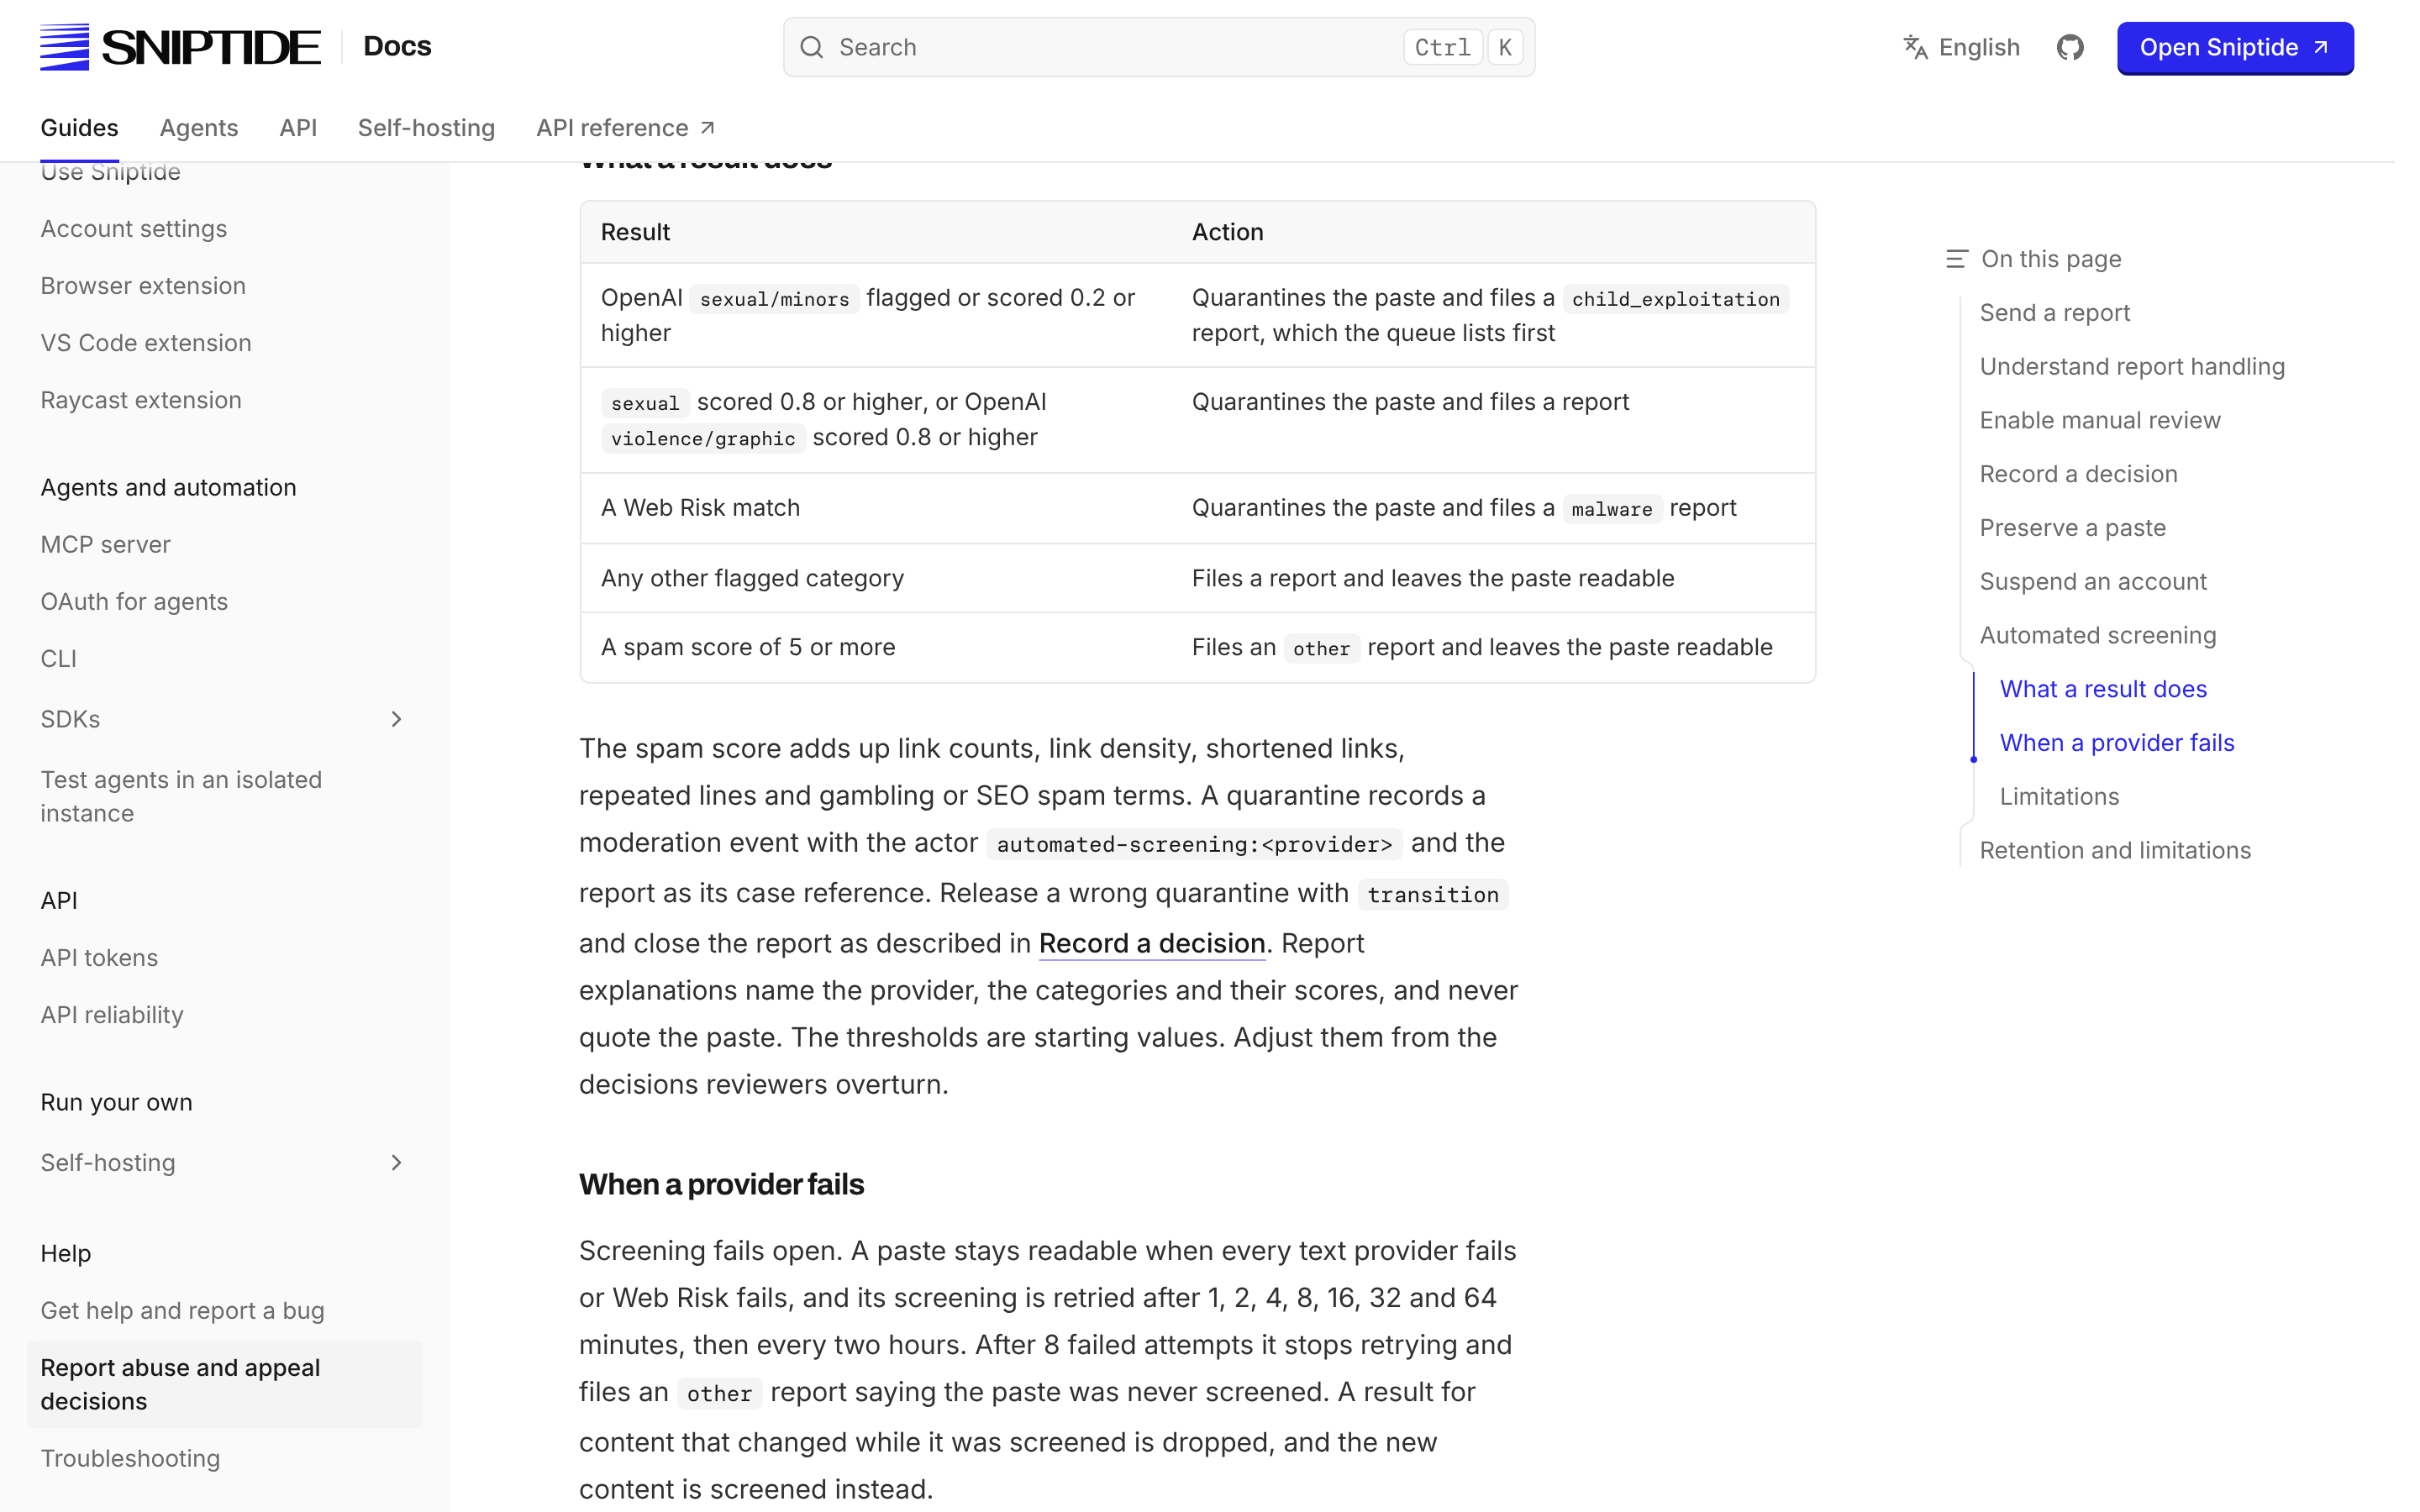 SNIPTIDE
Docs
Search
Ctrl K
English
Open Sniptide
Guides
Agents
API
Self-hosting
API reference
Use Sniptide
Account settings
Browser extension
VS Code extension
Raycast extension
Agents and automation
MCP server
OAuth for agents
CLI
SDKs
Test agents in an isolated
instance
API
API tokens
API reliability
Run your own
Self-hosting
Help
Get help and report a bug
Report abuse and appeal
decisions
Troubleshooting
What a result does
Result Action
OpenAI sexual/minors flagged or scored 0.2 or
higher
Quarantines the paste and files a child_exploitation
report, which the queue lists first
sexual scored 0.8 or higher, or OpenAI
violence/graphic scored 0.8 or higher
Quarantines the paste and files a report
A Web Risk match
Quarantines the paste and files a malware report
Any other flagged category
Files a report and leaves the paste readable
A spam score of 5 or more
Files an other report and leaves the paste readable
The spam score adds up link counts, link density, shortened links,
repeated lines and gambling or SEO spam terms. A quarantine records a
moderation event with the actor automated-screening:<provider> and the
report as its case reference. Release a wrong quarantine with transition
and close the report as described in Record a decision. Report
explanations name the provider, the categories and their scores, and never
quote the paste. The thresholds are starting values. Adjust them from the
decisions reviewers overturn.
When a provider fails
Screening fails open. A paste stays readable when every text provider fails
or Web Risk fails, and its screening is retried after 1, 2, 4, 8, 16, 32 and 64
minutes, then every two hours. After 8 failed attempts it stops retrying and
files an other report saying the paste was never screened. A result for
content that changed while it was screened is dropped, and the new
content is screened instead.
On this page
Send a report
Understand report handling
Enable manual review
Record a decision
Preserve a paste
Suspend an account
Automated screening
What a result does
When a provider fails
Limitations
Retention and limitations